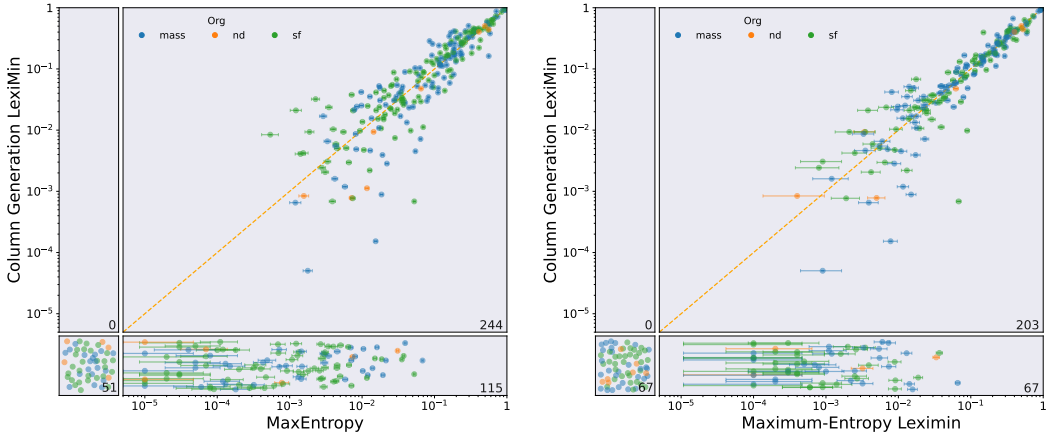 Org
mass nd sf
1
10⁻¹
10⁻²
10⁻³
10⁻⁴
10⁻⁵
Column Generation LexiMin
0
244
51
115
10⁻⁵ 10⁻⁴ 10⁻³ 10⁻² 10⁻¹ 1
MaxEntropy
Org
mass nd sf
1
10⁻¹
10⁻²
10⁻³
10⁻⁴
10⁻⁵
Column Generation LexiMin
0
203
67
67
10⁻⁵ 10⁻⁴ 10⁻³ 10⁻² 10⁻¹ 1
Maximum-Entropy Leximin